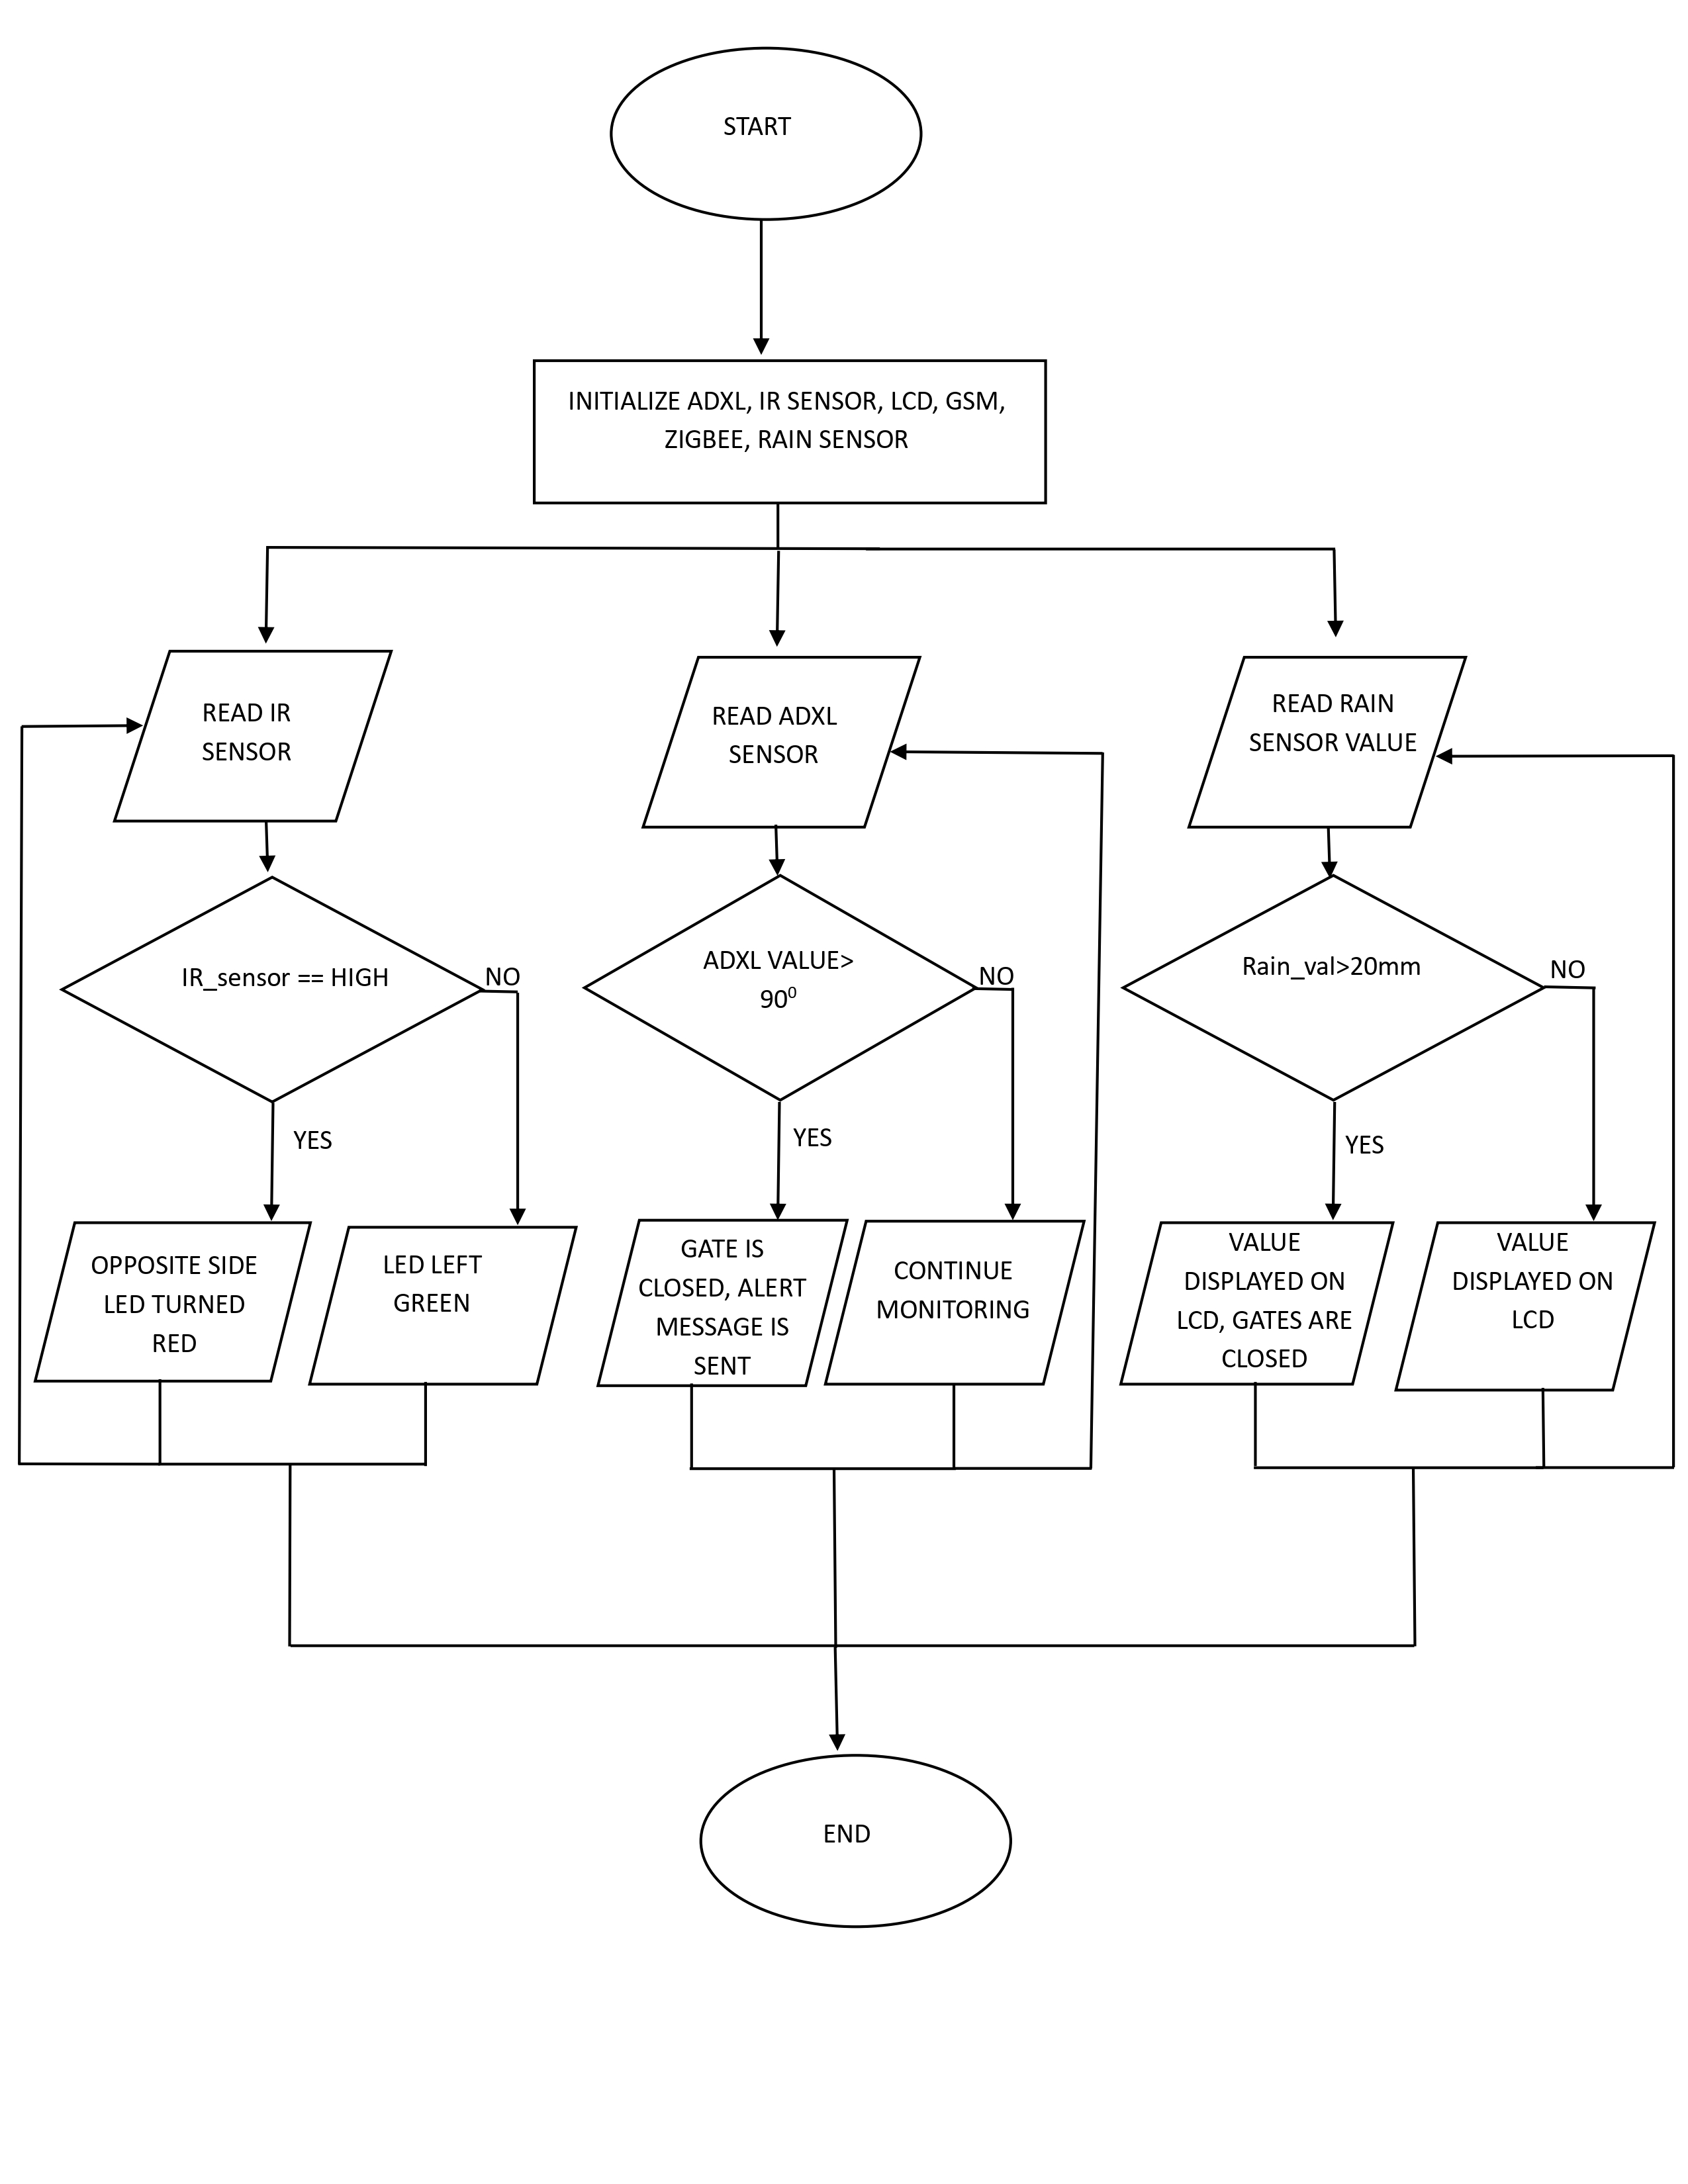 START
INITIALIZE ADXL, IR SENSOR, LCD, GSM,
ZIGBEE, RAIN SENSOR
READ IR
SENSOR
READ ADXL
SENSOR
READ RAIN
SENSOR VALUE
IR_sensor == HIGH
NO
YES
ADXL VALUE>
90⁰
NO
YES
Rain_val>20mm
NO
YES
OPPOSITE SIDE
LED TURNED
RED
LED LEFT
GREEN
GATE IS
CLOSED, ALERT
MESSAGE IS
SENT
CONTINUE
MONITORING
VALUE
DISPLAYED ON
LCD, GATES ARE
CLOSED
VALUE
DISPLAYED ON
LCD
END